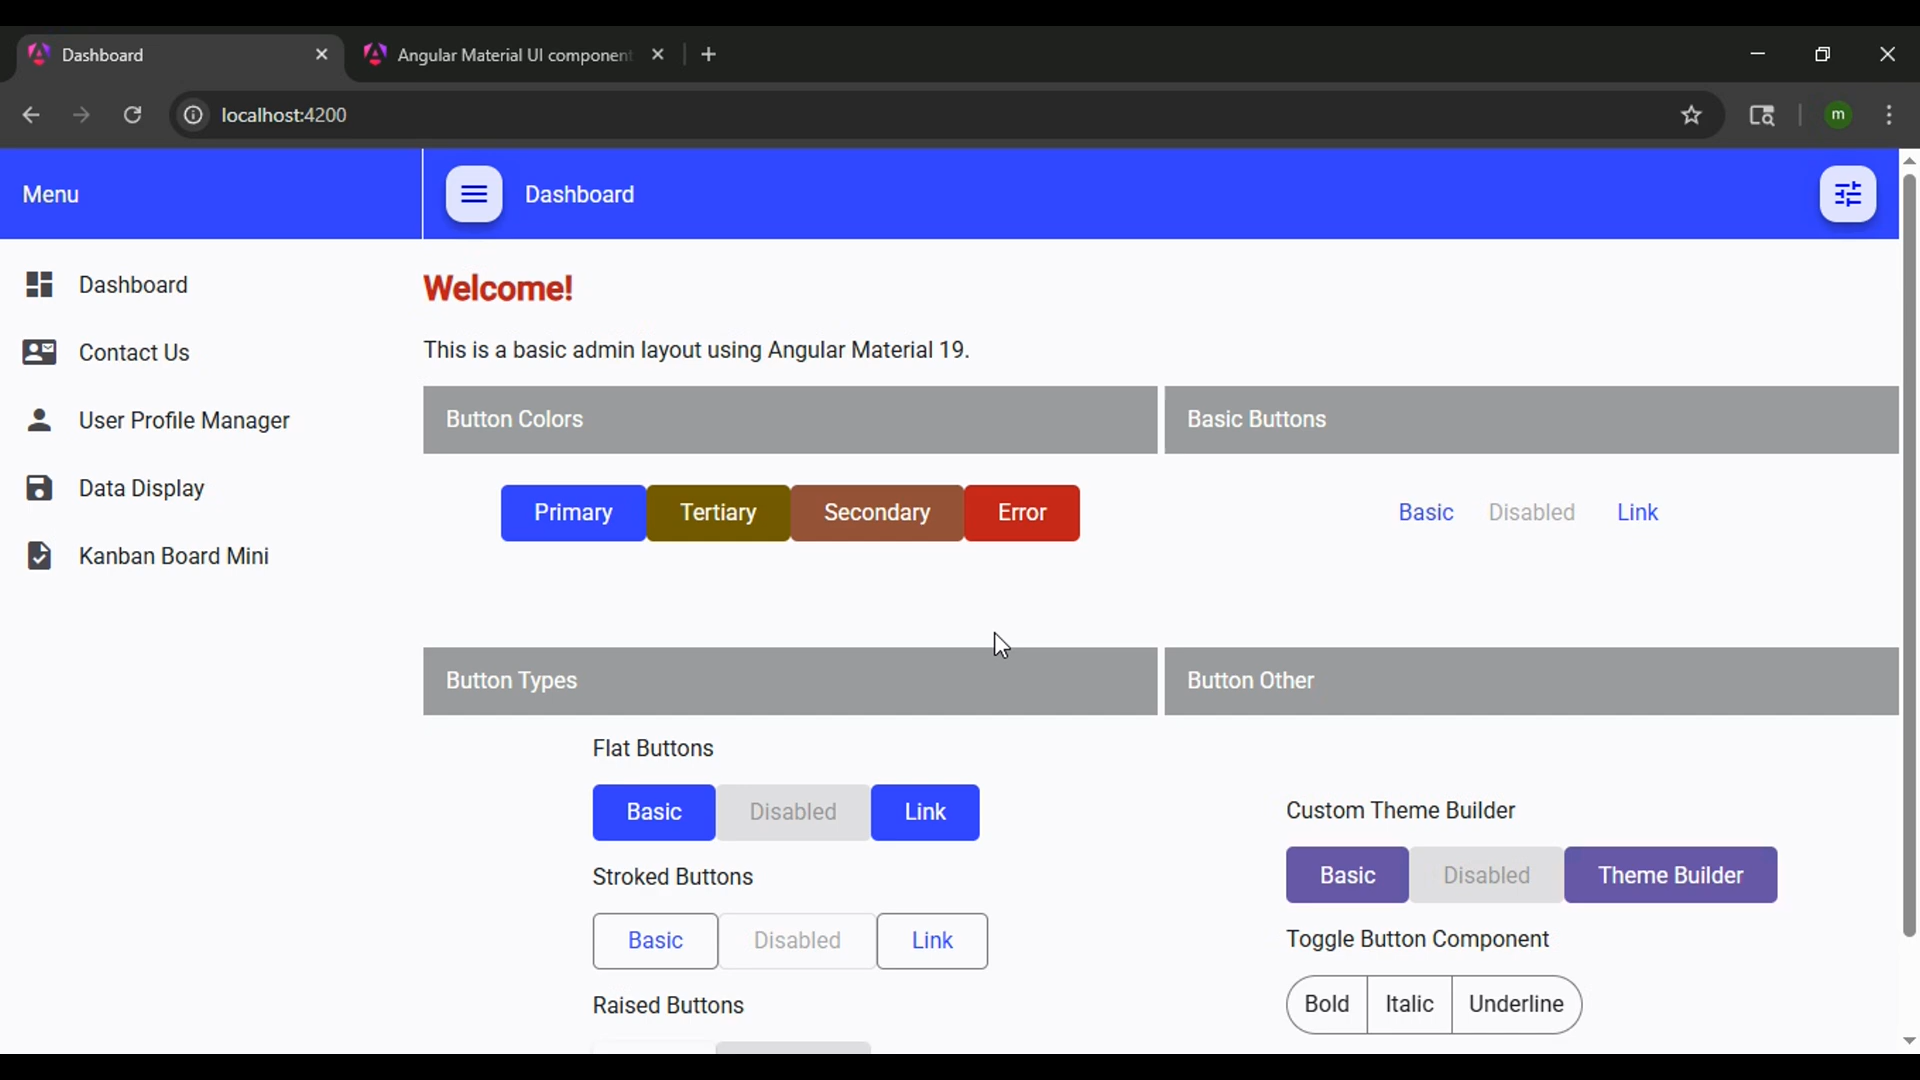 Dashboard
Angular Material UI component
localhost:4200
m
Menu
Dashboard
Dashboard
Contact Us
User Profile Manager
Data Display
Kanban Board Mini
Welcome!
This is a basic admin layout using Angular Material 19.
Button Colors
Primary Tertiary Secondary Error
Basic Buttons
Basic Disabled Link
Button Types
Flat Buttons
Basic Disabled Link
Stroked Buttons
Basic Disabled Link
Raised Buttons
Button Other
Custom Theme Builder
Basic Disabled Theme Builder
Toggle Button Component
Bold Italic Underline